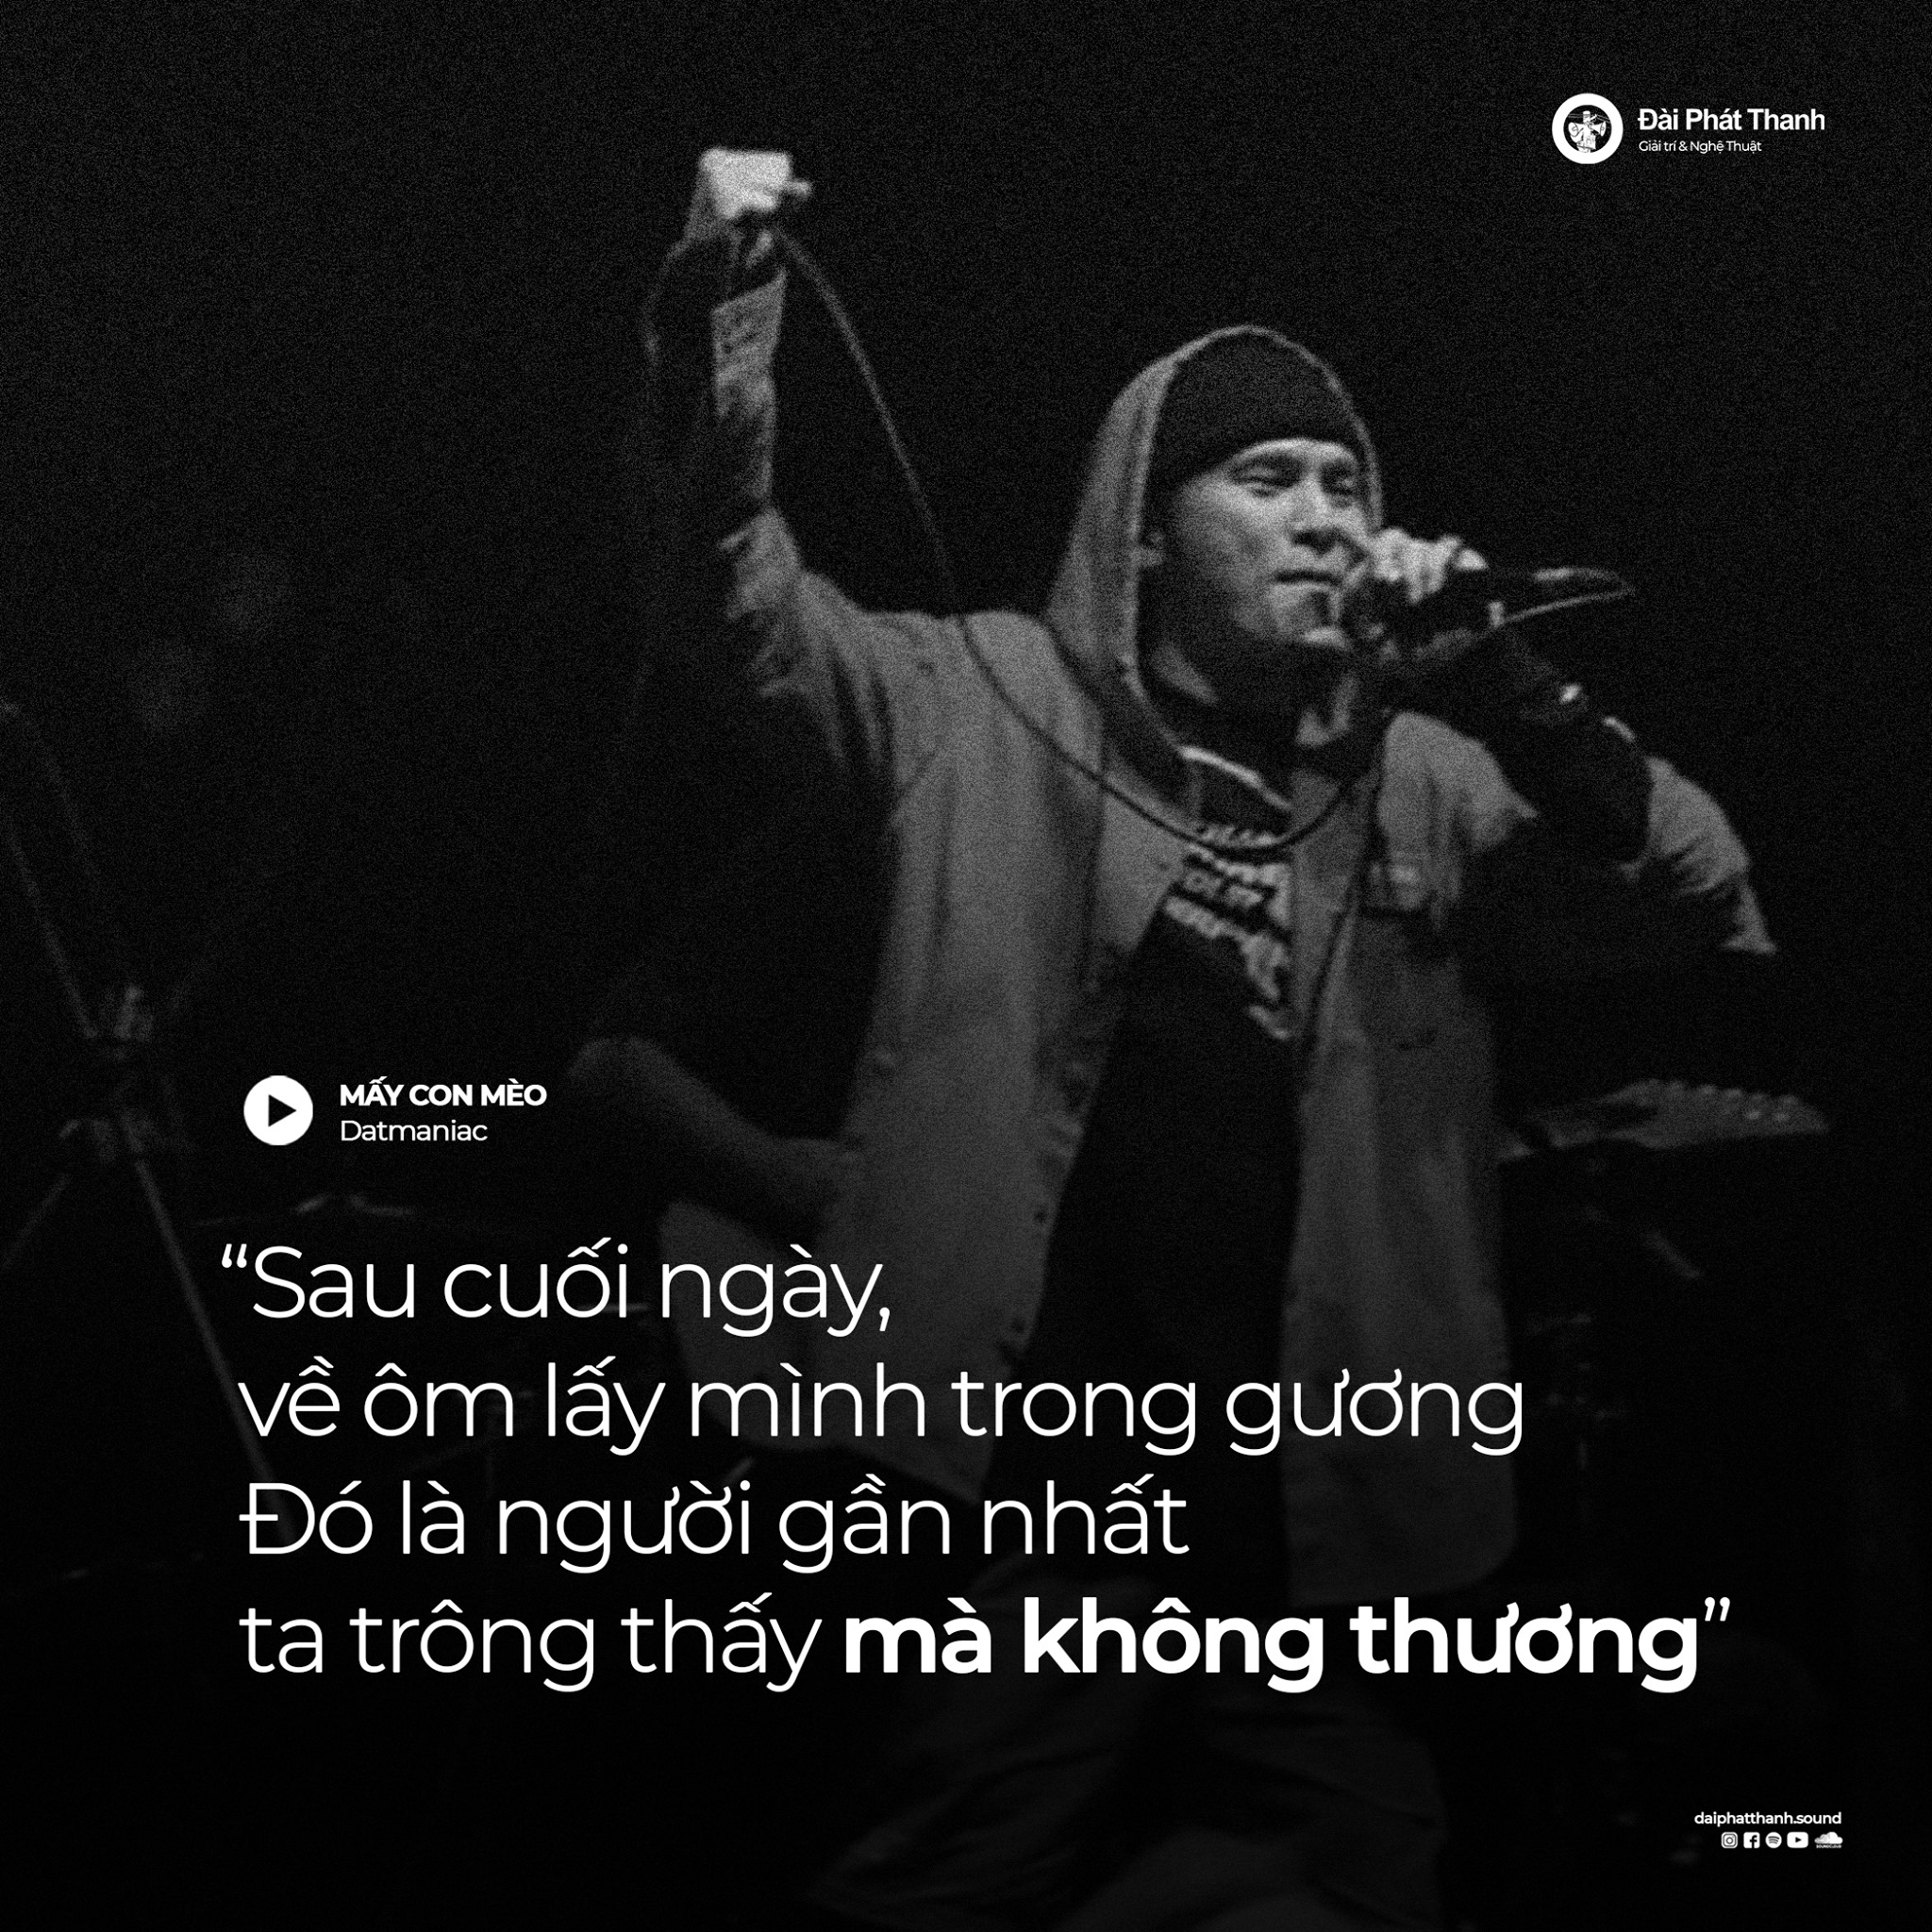 Đài Phát Thanh
Giải trí & Nghệ Thuật
MẤY CON MÈO
Datmaniac
“Sau cuối ngày,
về ôm lấy mình trong gương
Đó là người gần nhất
ta trông thấy mà không thương”
daiphatthanh.sound